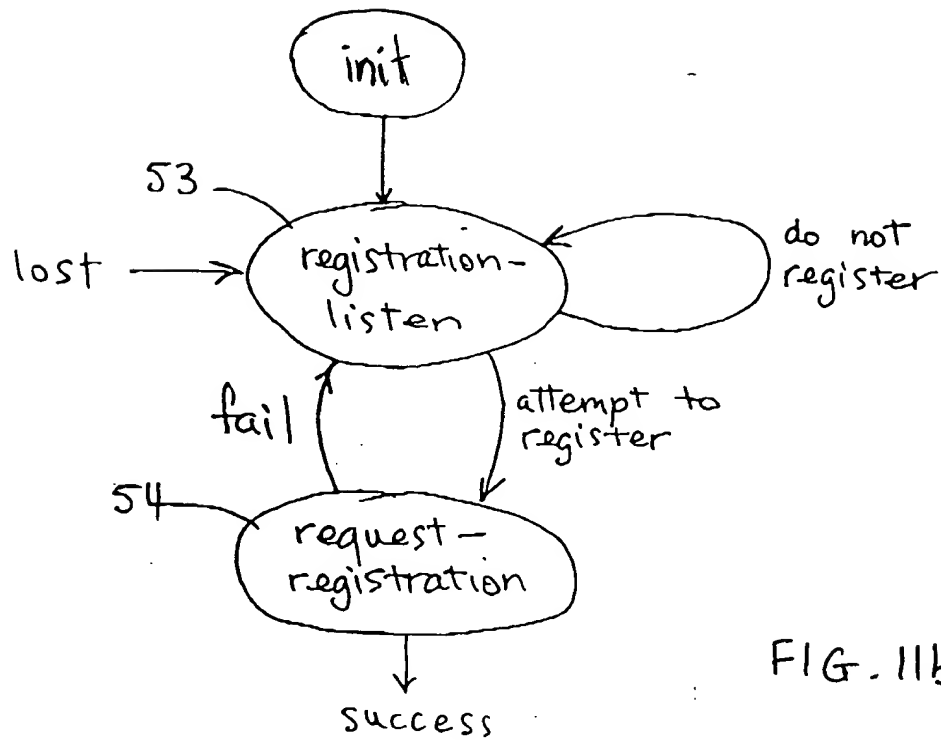 init
53
lost
registration-
listen
do not
register
fail
attempt to
register
54
request-
registration
success
FIG. 11b